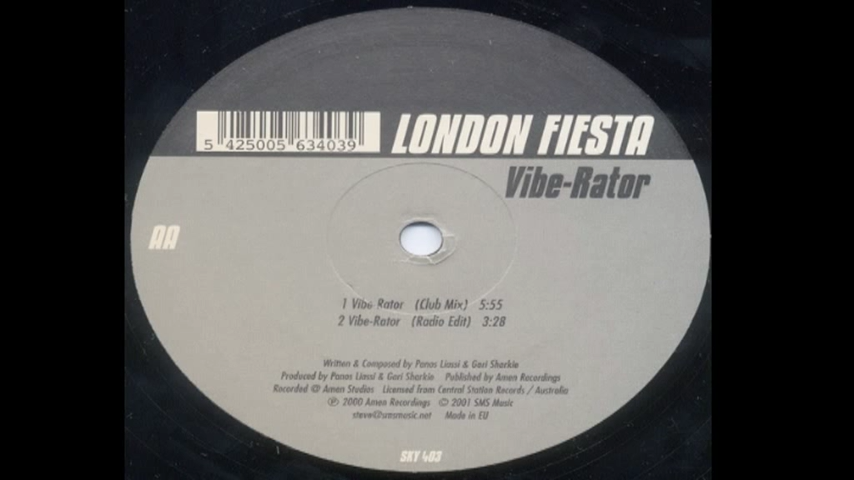 5 425005 634039
LONDON FIESTA
Vibe-Rator
AA
1 Vibe Rator (Club Mix) 5:55
2 Vibe-Rator (Radio Edit) 3:28
Written & Composed by Panos Liassi & Geri Sharkie
Produced by Panos Liassi & Geri Sharkie Published by Amen Recordings
Recorded @ Amen Studios Licensed from Central Station Records / Australia
℗ 2000 Amen Recordings © 2001 SMS Music
steve@smsmusic.net Made in EU
SKY 403